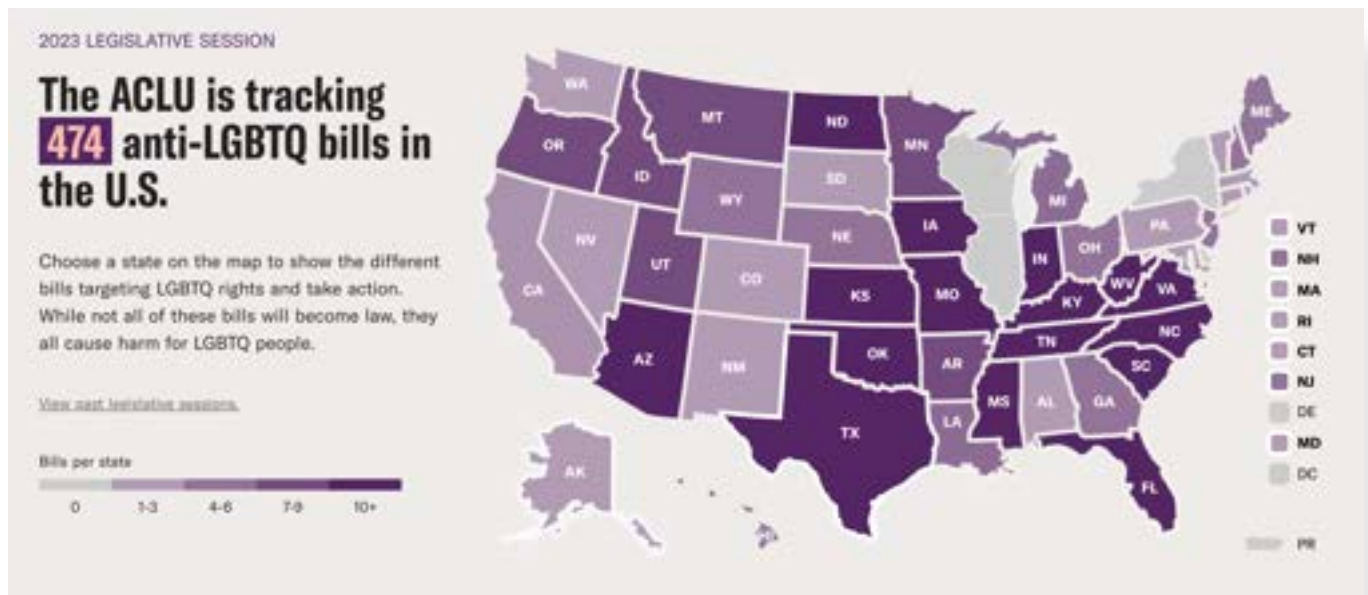 2023 LEGISLATIVE SESSION
The ACLU is tracking
474 anti-LGBTQ bills in
the U.S.
Choose a state on the map to show the different
bills targeting LGBTQ rights and take action.
While not all of these bills will become law, they
all cause harm for LGBTQ people.
View past legislative sessions.
Bills per state
0 1-3 4-6 7-9 10+
WA
MT
ND
MN
ME
OR
ID
SD
WY
MI
NV
UT
CO
NE
IA
OH
PA
CA
KS
MO
IN
WV
VA
KY
AZ
NM
OK
AR
TN
NC
SC
TX
LA
MS
AL
GA
AK
FL
VT
NH
MA
RI
CT
NJ
DE
MD
DC
PR